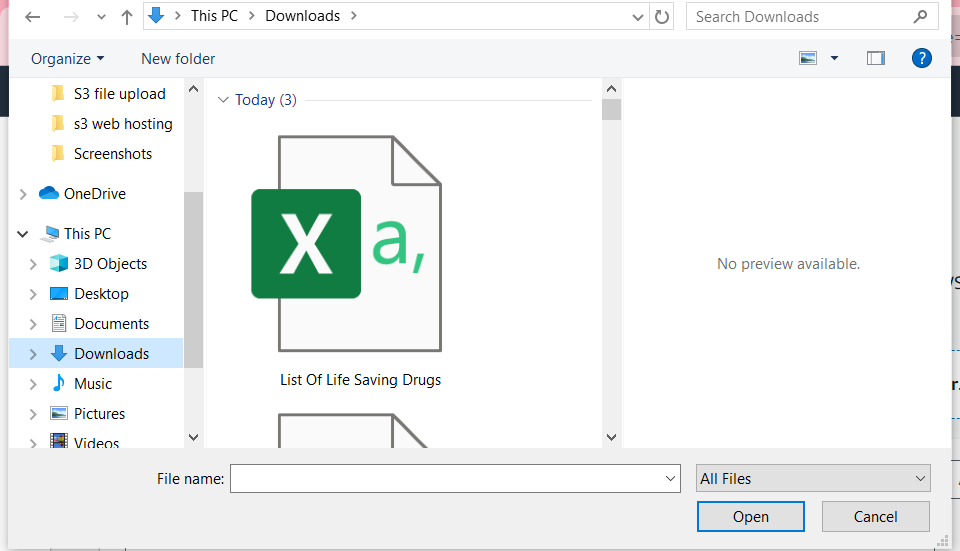 This PC
Downloads
Search Downloads
Organize
New folder
S3 file upload
s3 web hosting
Screenshots
OneDrive
This PC
3D Objects
Desktop
Documents
Downloads
Music
Pictures
Videos
Today (3)
X
a,
List Of Life Saving Drugs
No preview available.
File name:
All Files
Open
Cancel